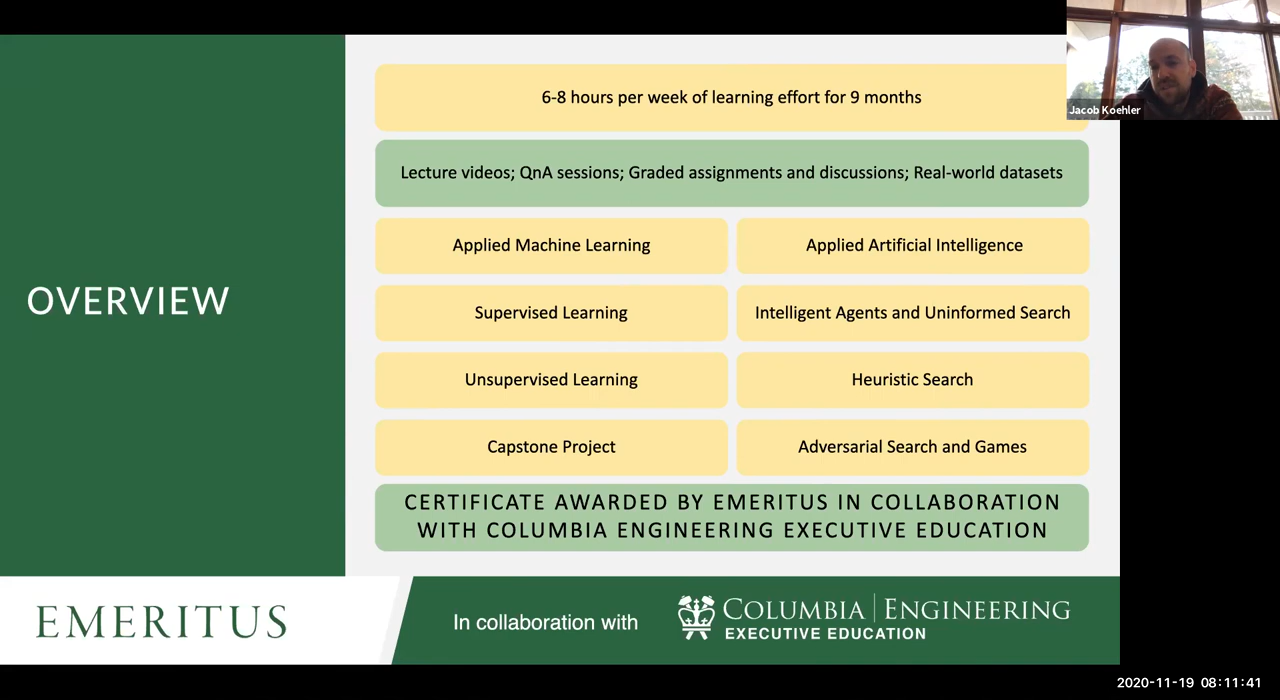 6-8 hours per week of learning effort for 9 months
Jacob Koehler
Lecture videos; QnA sessions; Graded assignments and discussions; Real-world datasets
Applied Machine Learning
Applied Artificial Intelligence
OVERVIEW
Supervised Learning
Intelligent Agents and Uninformed Search
Unsupervised Learning
Heuristic Search
Capstone Project
Adversarial Search and Games
CERTIFICATE AWARDED BY EMERITUS IN COLLABORATION
WITH COLUMBIA ENGINEERING EXECUTIVE EDUCATION
EMERITUS
In collaboration with
COLUMBIA | ENGINEERING
EXECUTIVE EDUCATION
2020-11-19 08:11:41